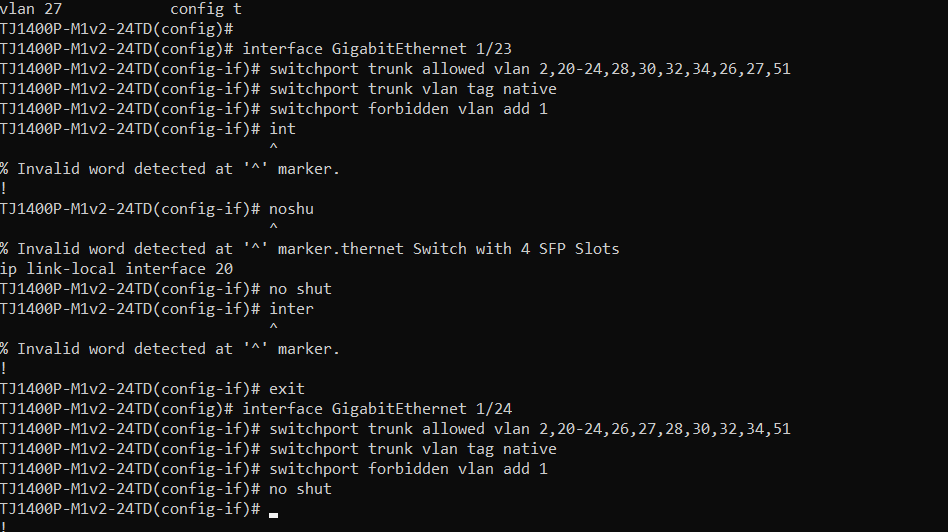 vlan 27            config t
TJ1400P-M1v2-24TD(config)#
TJ1400P-M1v2-24TD(config)# interface GigabitEthernet 1/23
TJ1400P-M1v2-24TD(config-if)# switchport trunk allowed vlan 2,20-24,28,30,32,34,26,27,51
TJ1400P-M1v2-24TD(config-if)# switchport trunk vlan tag native
TJ1400P-M1v2-24TD(config-if)# switchport forbidden vlan add 1
TJ1400P-M1v2-24TD(config-if)# int
                              ^
% Invalid word detected at '^' marker.
!
TJ1400P-M1v2-24TD(config-if)# noshu
                              ^
% Invalid word detected at '^' marker.thernet Switch with 4 SFP Slots
ip link-local interface 20
TJ1400P-M1v2-24TD(config-if)# no shut
TJ1400P-M1v2-24TD(config-if)# inter
                              ^
% Invalid word detected at '^' marker.
!
TJ1400P-M1v2-24TD(config-if)# exit
TJ1400P-M1v2-24TD(config)# interface GigabitEthernet 1/24
TJ1400P-M1v2-24TD(config-if)# switchport trunk allowed vlan 2,20-24,26,27,28,30,32,34,51
TJ1400P-M1v2-24TD(config-if)# switchport trunk vlan tag native
TJ1400P-M1v2-24TD(config-if)# switchport forbidden vlan add 1
TJ1400P-M1v2-24TD(config-if)# no shut
TJ1400P-M1v2-24TD(config-if)#
!